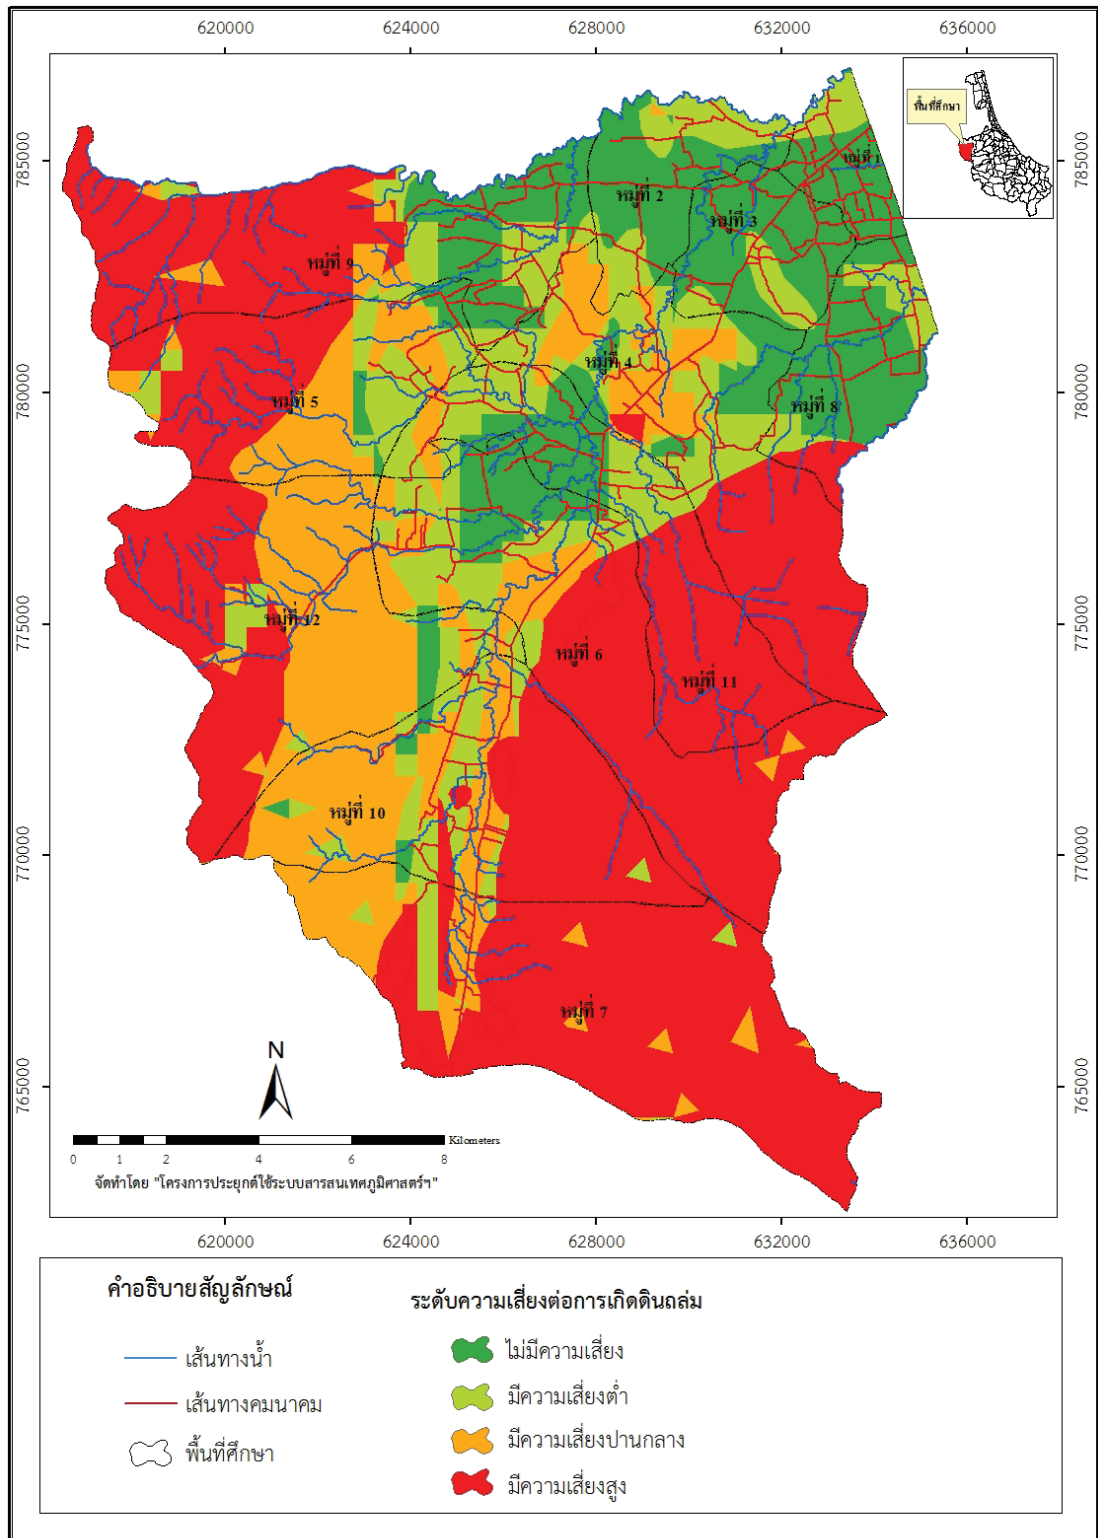 620000 624000 628000 632000 636000
พื้นที่ศึกษา
785000 785000
หมู่ที่ 1
หมู่ที่ 2
หมู่ที่ 3
หมู่ที่ 9
หมู่ที่ 4
780000 780000
หมู่ที่ 5
หมู่ที่ 8
775000 775000
หมู่ที่ 12
หมู่ที่ 6
หมู่ที่ 11
หมู่ที่ 10
770000 770000
หมู่ที่ 7
N
765000 765000
Kilometers
0 1 2 4 6 8
จัดทำโดย "โครงการประยุกต์ใช้ระบบสารสนเทศภูมิศาสตร์ฯ"
620000 624000 628000 632000 636000
คำอธิบายสัญลักษณ์
เส้นทางน้ำ
เส้นทางคมนาคม
พื้นที่ศึกษา
ระดับความเสี่ยงต่อการเกิดดินถล่ม
ไม่มีความเสี่ยง
มีความเสี่ยงต่ำ
มีความเสี่ยงปานกลาง
มีความเสี่ยงสูง